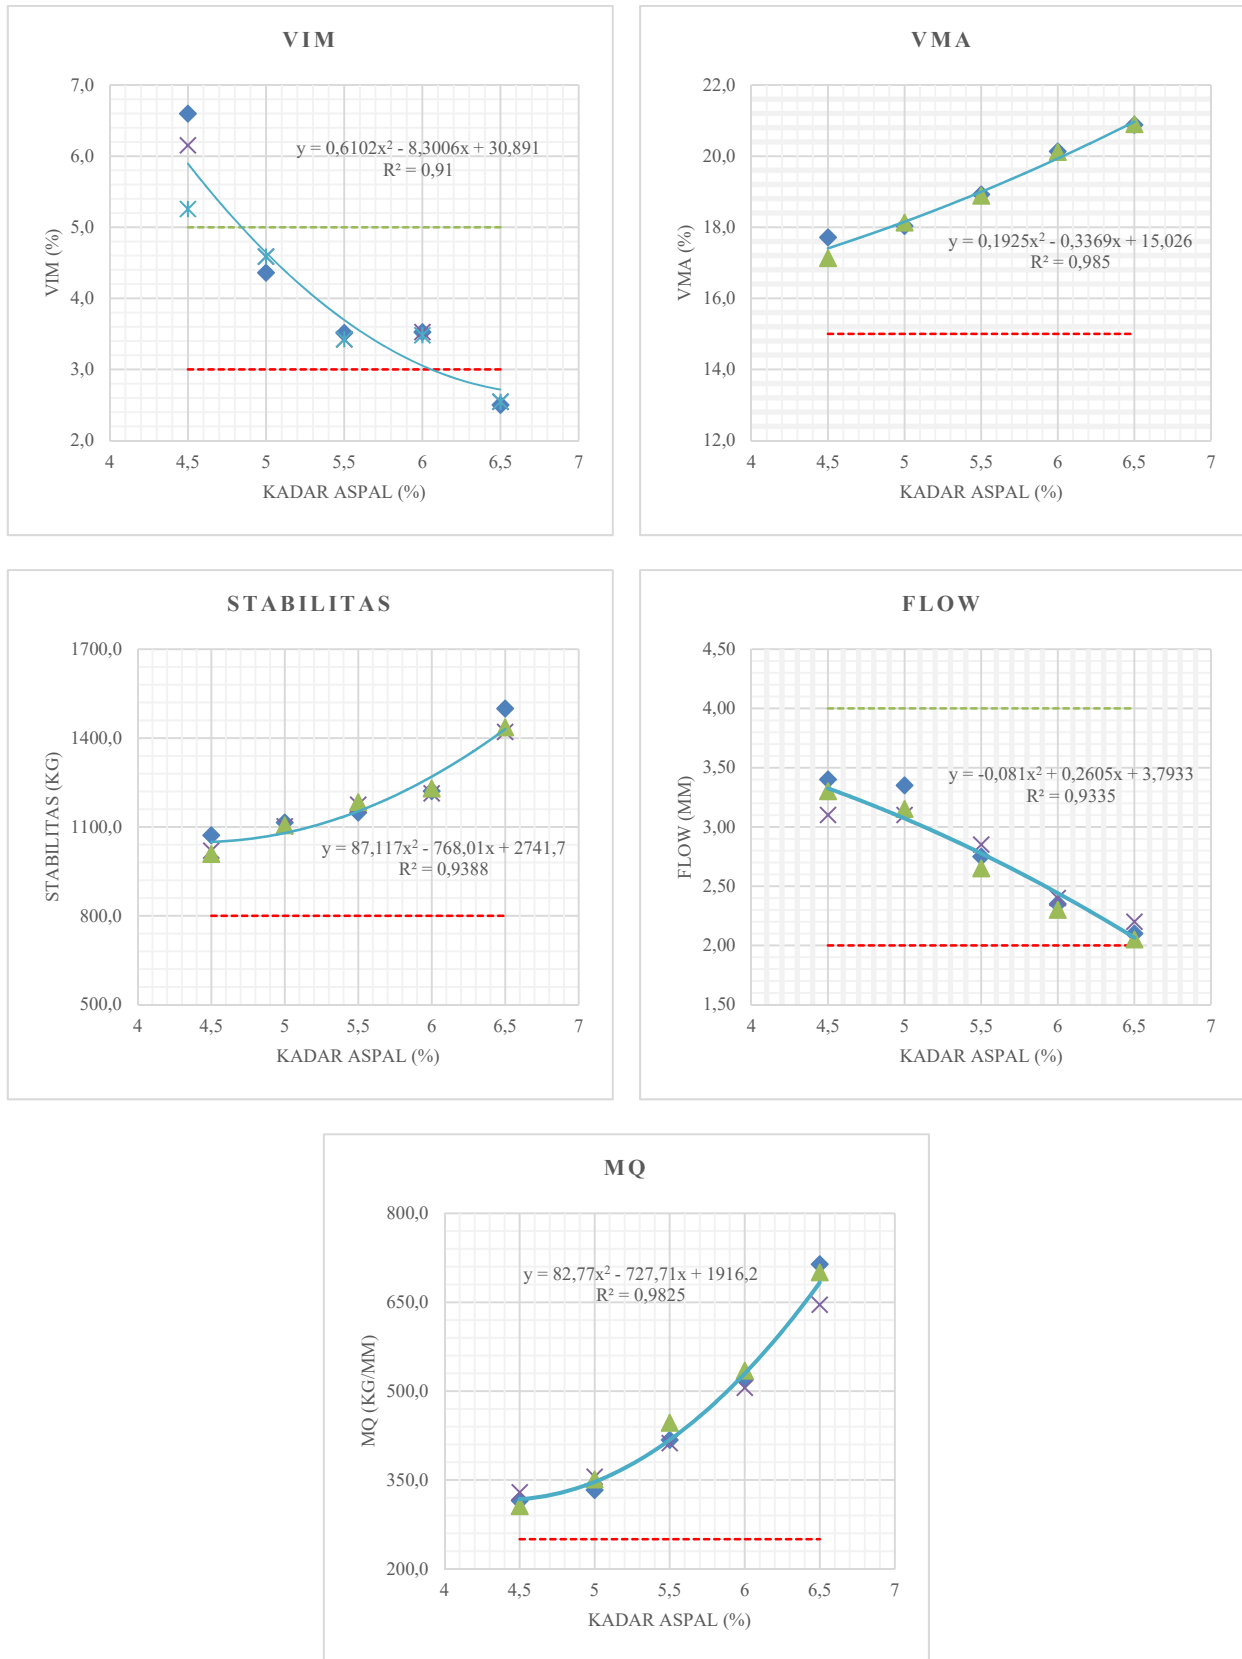 VIM
7,0
6,0
5,0
4,0
3,0
2,0
VIM (%)
y = 0,6102x² - 8,3006x + 30,891
R² = 0,91
4 4,5 5 5,5 6 6,5 7
KADAR ASPAL (%)
VMA
22,0
20,0
18,0
16,0
14,0
12,0
VMA (%)
y = 0,1925x² - 0,3369x + 15,026
R² = 0,985
4 4,5 5 5,5 6 6,5 7
KADAR ASPAL (%)
STABILITAS
1700,0
1400,0
1100,0
800,0
500,0
STABILITAS (KG)
y = 87,117x² - 768,01x + 2741,7
R² = 0,9388
4 4,5 5 5,5 6 6,5 7
KADAR ASPAL (%)
FLOW
4,50
4,00
3,50
3,00
2,50
2,00
1,50
FLOW (MM)
y = -0,081x² + 0,2605x + 3,7933
R² = 0,9335
4 4,5 5 5,5 6 6,5 7
KADAR ASPAL (%)
MQ
800,0
650,0
500,0
350,0
200,0
MQ (KG/MM)
y = 82,77x² - 727,71x + 1916,2
R² = 0,9825
4 4,5 5 5,5 6 6,5 7
KADAR ASPAL (%)